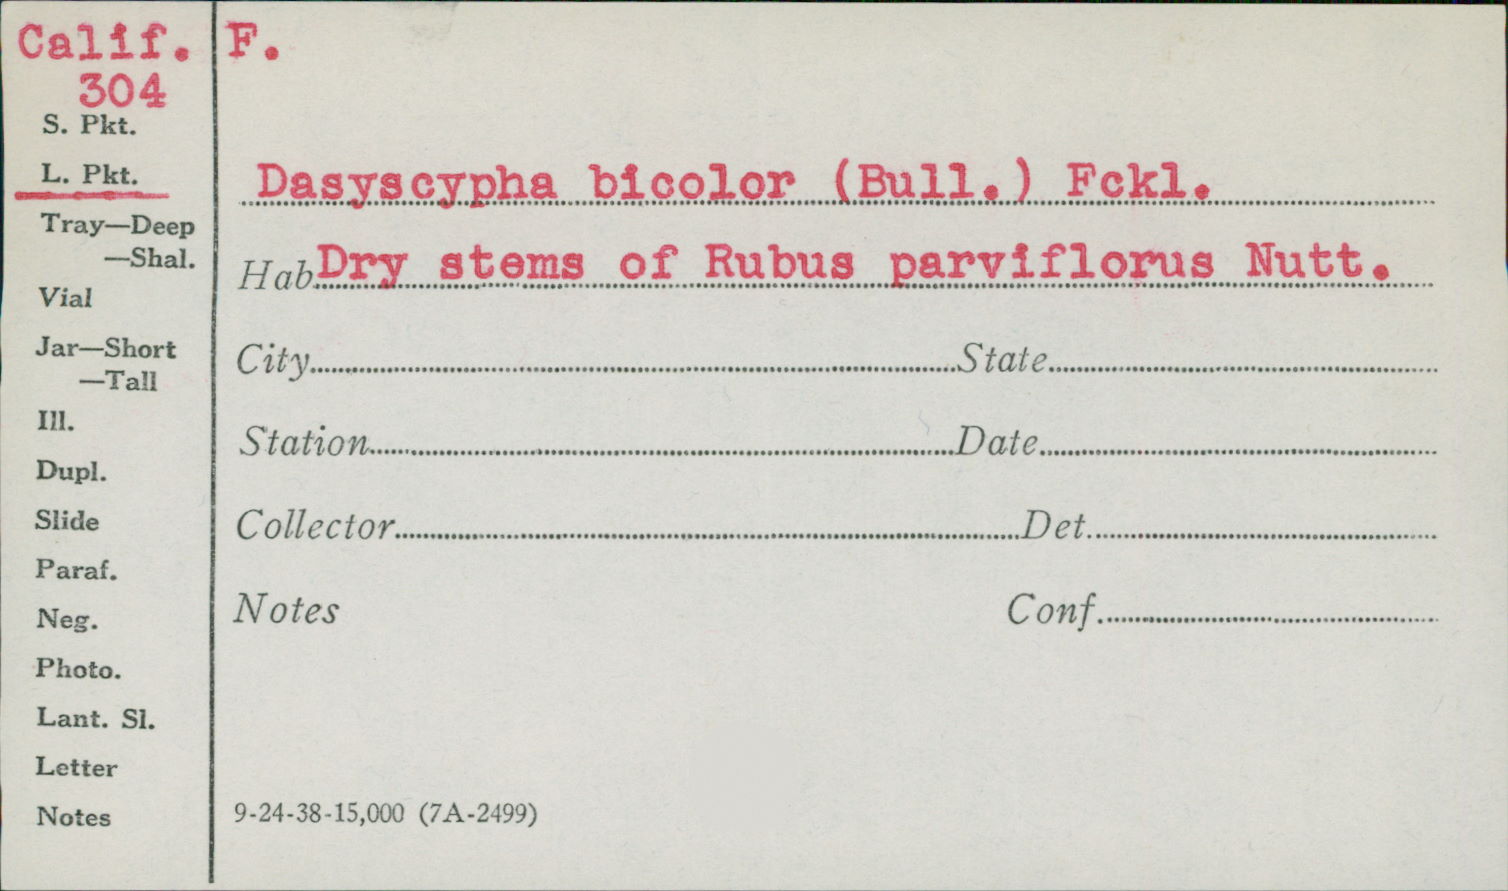 Calif.
304
S. Pkt.
L. Pkt.
Tray—Deep
—Shal.
Vial
Jar—Short
—Tall
Ill.
Dupl.
Slide
Paraf.
Neg.
Photo.
Lant. Sl.
Letter
Notes
F.
Dasyscypha bicolor (Bull.) Fckl.
Hab. Dry stems of Rubus parviflorus Nutt.
City State
Station Date
Collector Det.
Notes Conf.
9-24-38-15,000 (7A-2499)